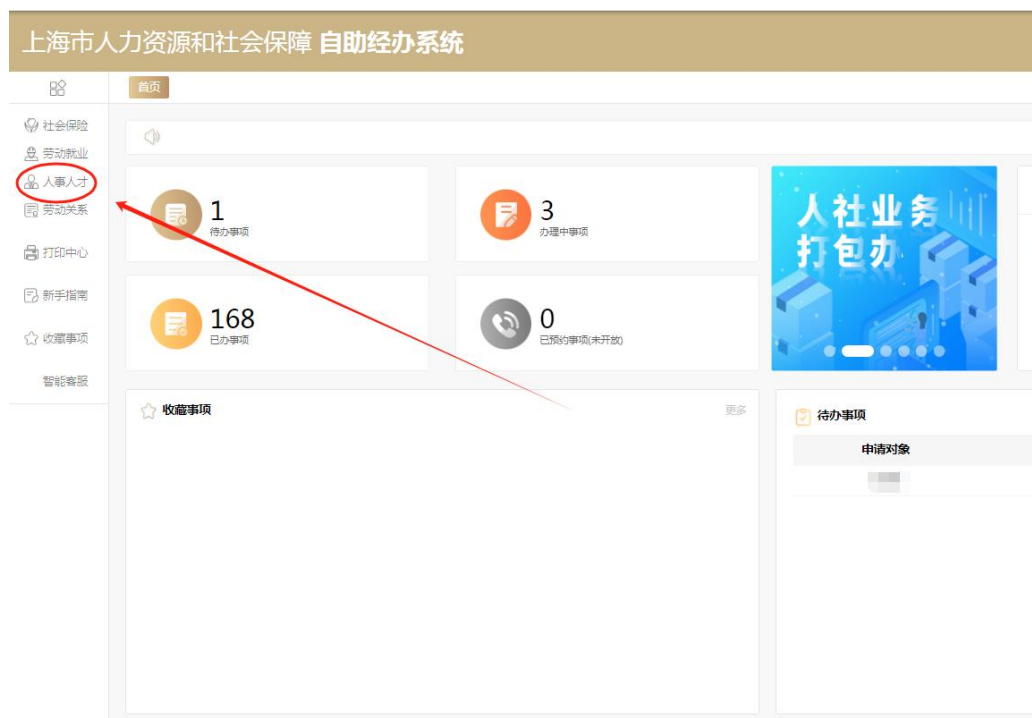 上海市人力资源和社会保障 自助经办系统
首页
社会保险
劳动就业
人事人才
劳动关系
打印中心
新手指南
收藏事项
智能客服
1
待办事项
3
办理中事项
168
已办事项
0
已预约事项(未开放)
人社业务
打包办
收藏事项
更多
待办事项
申请对象